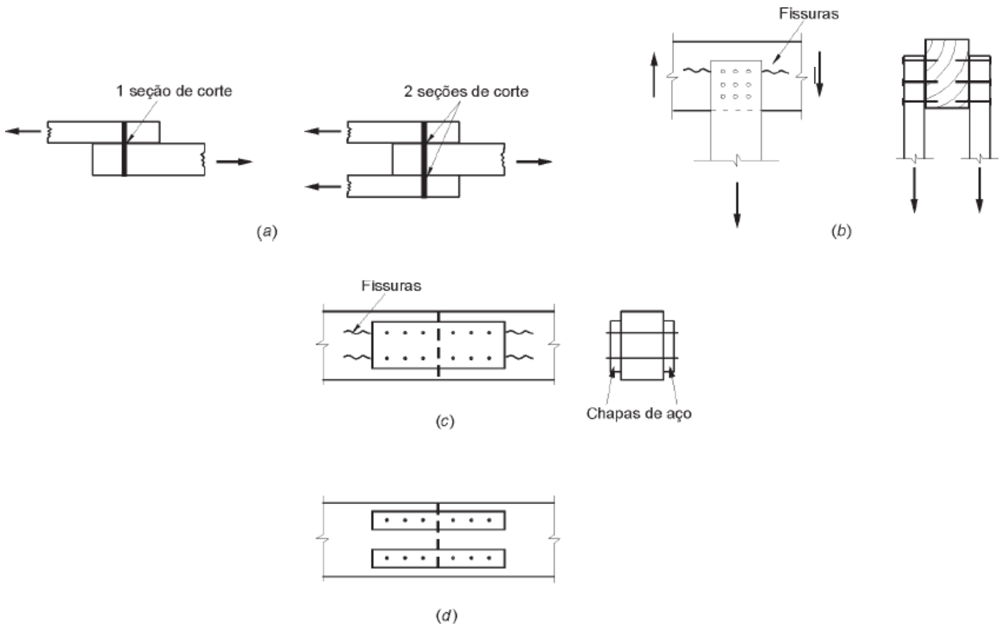 Fissuras
1 seção de corte
2 seções de corte
(a)
(b)
Fissuras
Chapas de aço
(c)
(d)